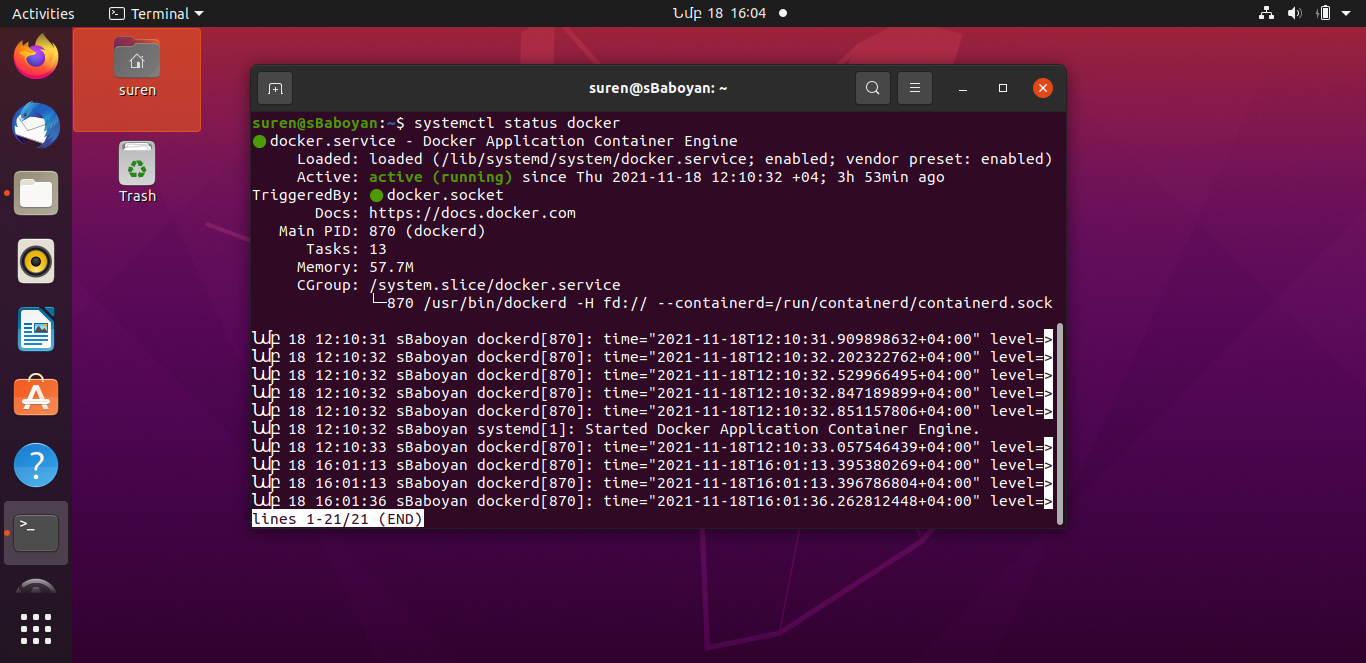 Activities
Terminal
Նմբ 18 16:04
suren
Trash
suren@sBaboyan: ~
suren@sBaboyan:~$ systemctl status docker
● docker.service - Docker Application Container Engine
Loaded: loaded (/lib/systemd/system/docker.service; enabled; vendor preset: enabled)
Active: active (running) since Thu 2021-11-18 12:10:32 +04; 3h 53min ago
TriggeredBy: ● docker.socket
Docs: https://docs.docker.com
Main PID: 870 (dockerd)
Tasks: 13
Memory: 57.7M
CGroup: /system.slice/docker.service
└─870 /usr/bin/dockerd -H fd:// --containerd=/run/containerd/containerd.sock
Նմբ 18 12:10:31 sBaboyan dockerd[870]: time="2021-11-18T12:10:31.909898632+04:00" level=>
Նմբ 18 12:10:32 sBaboyan dockerd[870]: time="2021-11-18T12:10:32.202322762+04:00" level=>
Նմբ 18 12:10:32 sBaboyan dockerd[870]: time="2021-11-18T12:10:32.529966495+04:00" level=>
Նմբ 18 12:10:32 sBaboyan dockerd[870]: time="2021-11-18T12:10:32.847189899+04:00" level=>
Նմբ 18 12:10:32 sBaboyan dockerd[870]: time="2021-11-18T12:10:32.851157806+04:00" level=>
Նմբ 18 12:10:32 sBaboyan systemd[1]: Started Docker Application Container Engine.
Նմբ 18 12:10:33 sBaboyan dockerd[870]: time="2021-11-18T12:10:33.057546439+04:00" level=>
Նմբ 18 16:01:13 sBaboyan dockerd[870]: time="2021-11-18T16:01:13.395380269+04:00" level=>
Նմբ 18 16:01:13 sBaboyan dockerd[870]: time="2021-11-18T16:01:13.396786804+04:00" level=>
Նմբ 18 16:01:36 sBaboyan dockerd[870]: time="2021-11-18T16:01:36.262812448+04:00" level=>
lines 1-21/21 (END)